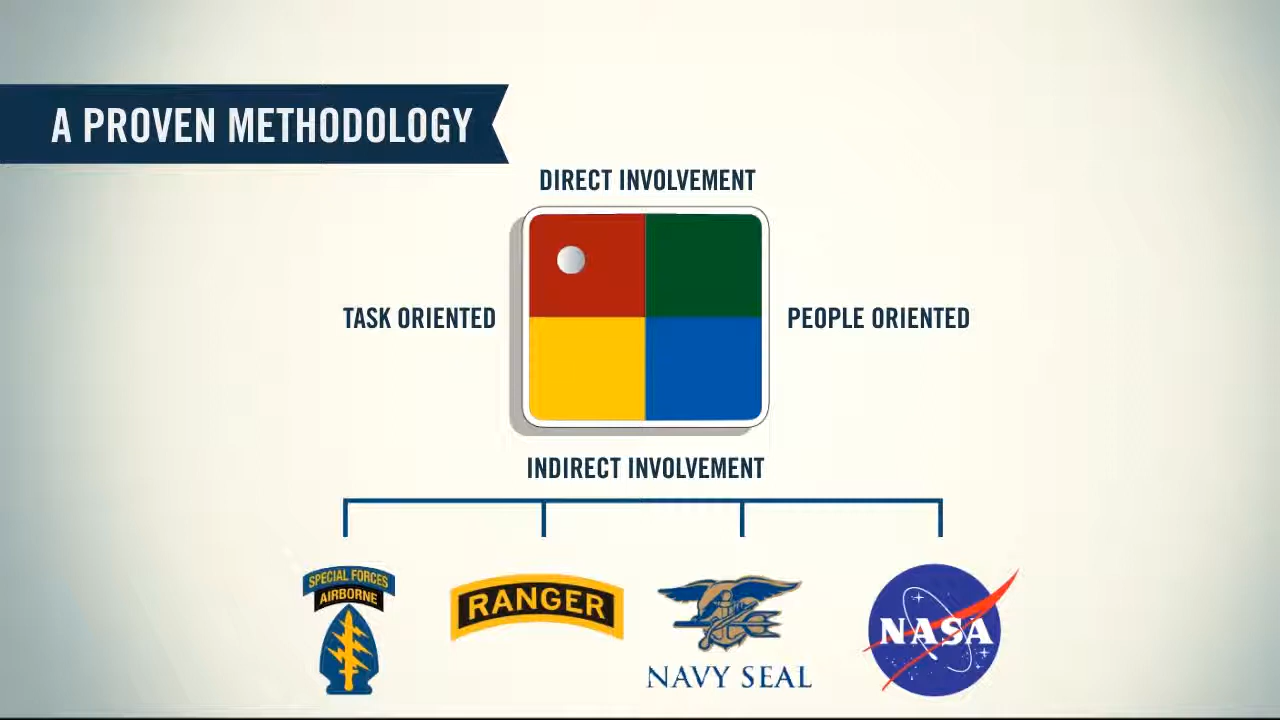 A PROVEN METHODOLOGY
DIRECT INVOLVEMENT
TASK ORIENTED
PEOPLE ORIENTED
INDIRECT INVOLVEMENT
SPECIAL FORCES
AIRBORNE
RANGER
NAVY SEAL
NASA